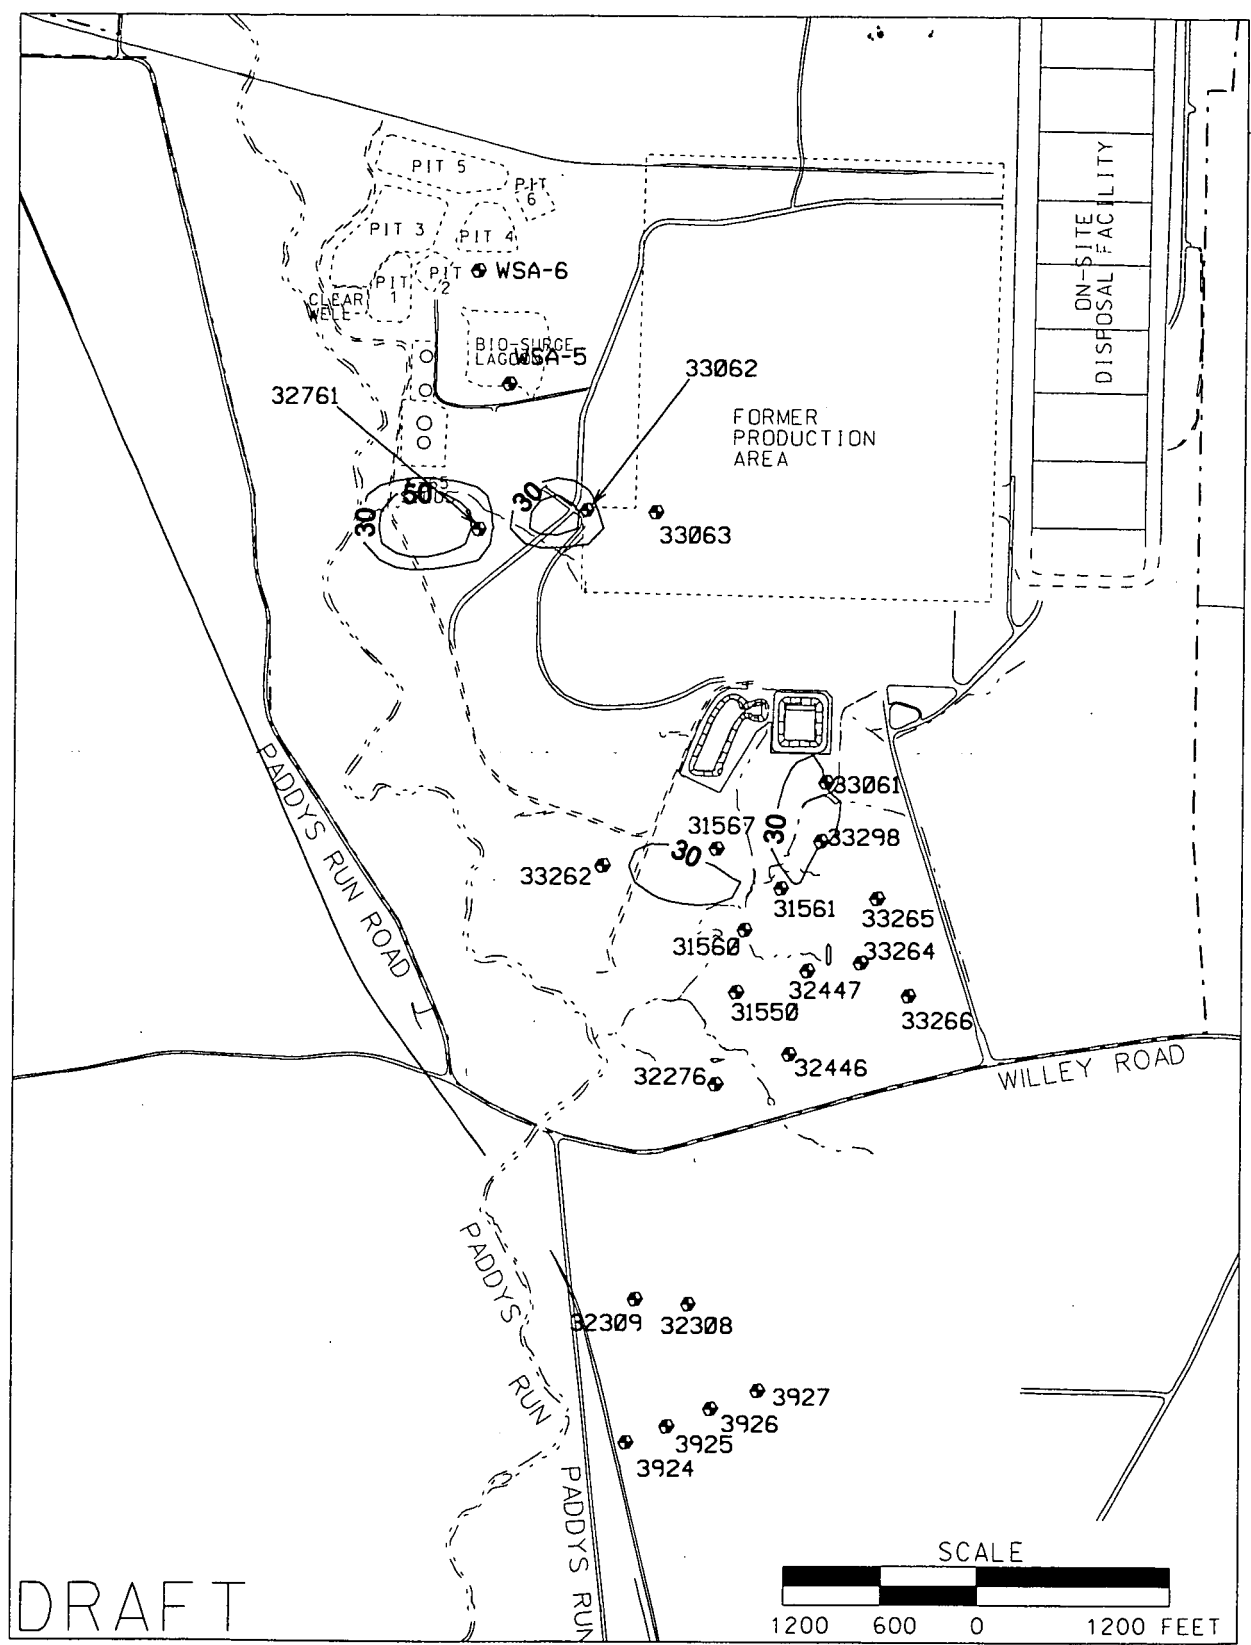 PIT 5
PIT
6
PIT 3
PIT 4
PIT
2
WSA-6
PIT
1
CLEAR
WELL
BIO-SURGE
LAGOON
WSA-5
ON-SITE
DISPOSAL FACILITY
33062
32761
FORMER
PRODUCTION
AREA
50
30
30
33063
PADDYS RUN ROAD
33061
31567
30
33298
30
33262
31561
33265
31560
33264
32447
31550
33266
32446
32276
WILLEY ROAD
PADDYS
RUN
32309
32308
3927
3926
3925
3924
PADDYS RUN
SCALE
1200 600 0 1200 FEET
DRAFT